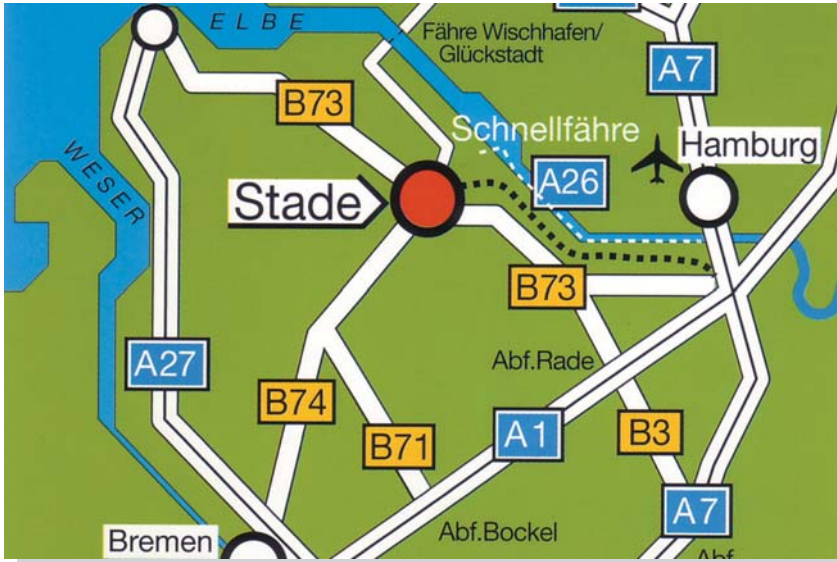 ELBE
Fähre Wischhafen/
Glückstadt
A7
B73
Schnellfähre
Hamburg
WESER
A26
Stade
B73
Abf.Rade
A27
B74
B71
A1
B3
A7
Bremen
Abf.Bockel
Abf.